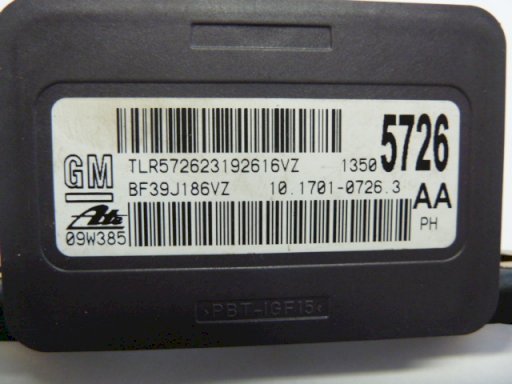 GM
TLR572623192616VZ 1350 5726
BF39J186VZ 10.1701-0726.3 AA
Ate
09W385 PH
>PBT-IGF15<